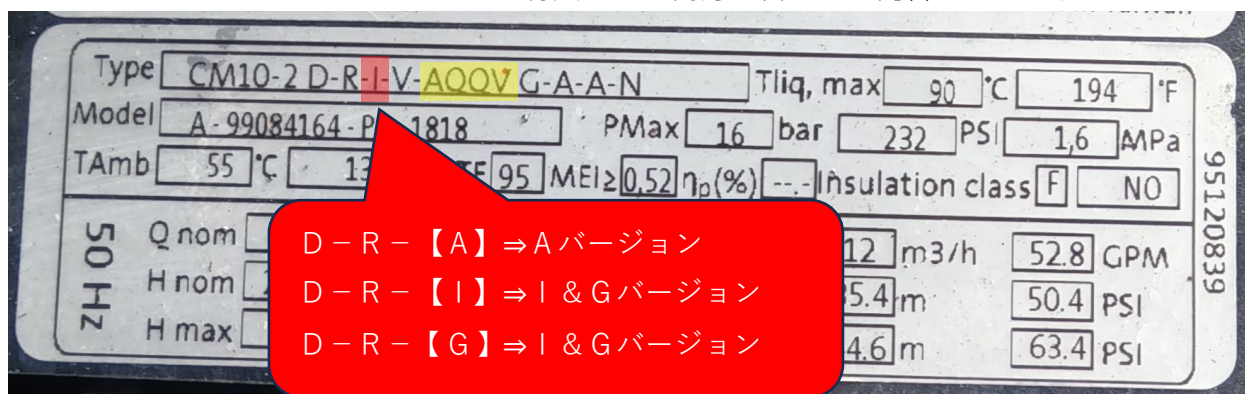 Type CM10-2 D-R-I-V-AQQV G-A-A-N Tliq, max 90 °C 194 °F
Model A-99084164-P 1818 PMax 16 bar 232 PSI 1,6 MPa
TAmb 55 °C 95 MEI≥0,52 ηp(%) --.- Insulation class F NO
95120839
50 Hz
Q nom m3/h 52.8 GPM
H nom 5.4 m 50.4 PSI
H max 4.6 m 63.4 PSI
D-R-【A】⇒Aバージョン
D-R-【I】⇒I&Gバージョン
D-R-【G】⇒I&Gバージョン